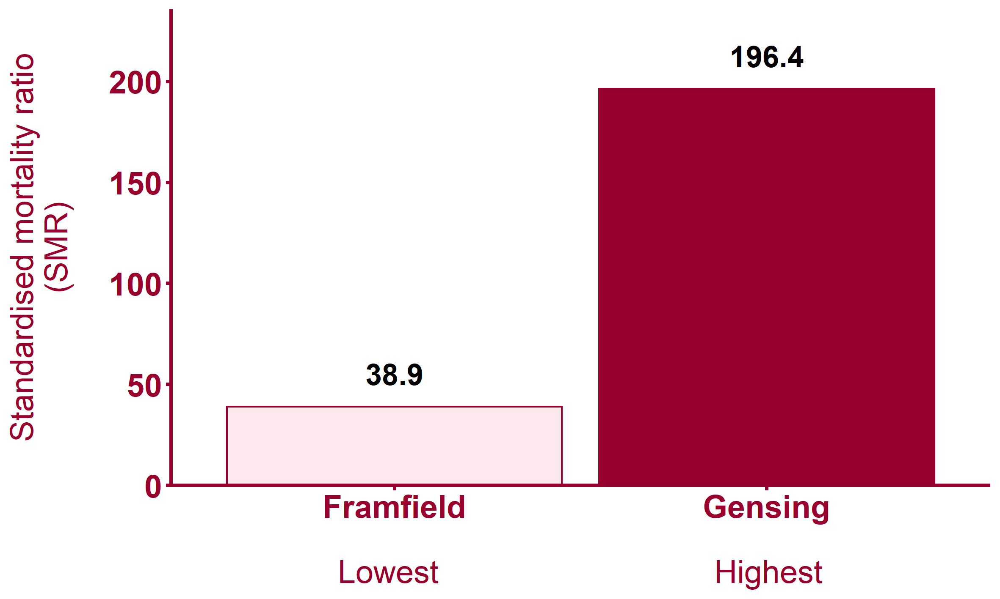 Standardised mortality ratio
(SMR)
200
150
100
50
0
196.4
38.9
Framfield
Gensing
Lowest
Highest